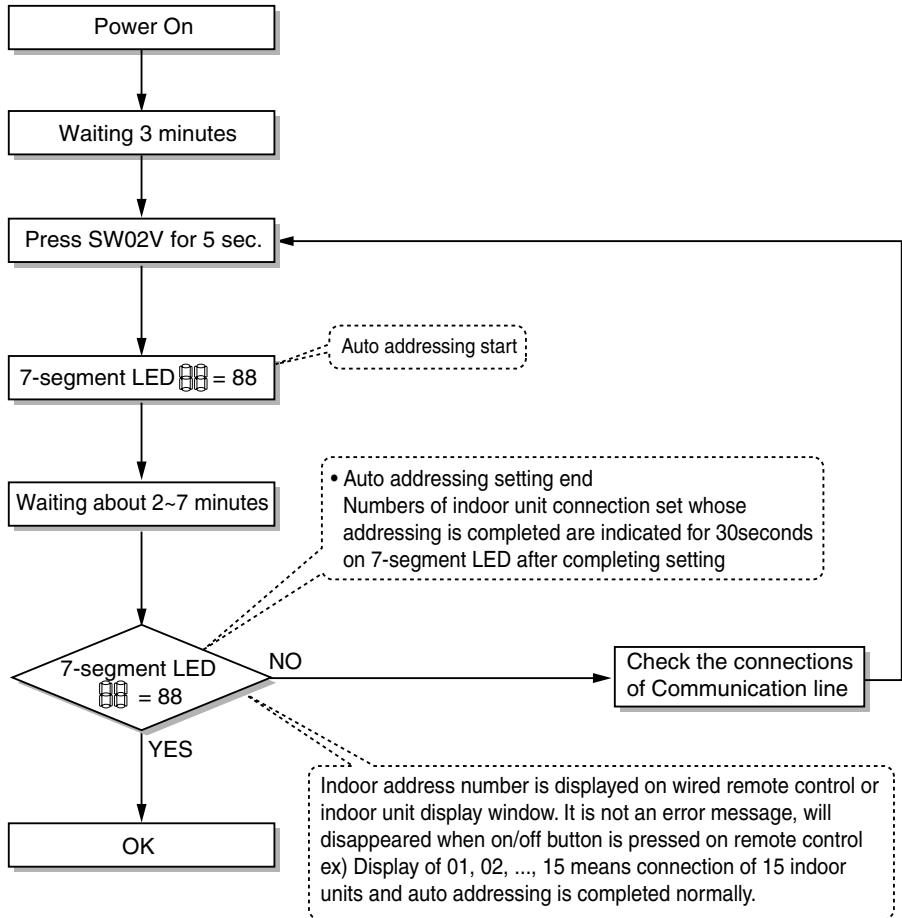 Power On
Waiting 3 minutes
Press SW02V for 5 sec.
Auto addressing start
7-segment LED 88 = 88
• Auto addressing setting end
Numbers of indoor unit connection set whose
addressing is completed are indicated for 30seconds
on 7-segment LED after completing setting
Waiting about 2~7 minutes
7-segment LED
88 = 88
NO
Check the connections
of Communication line
YES
Indoor address number is displayed on wired remote control or
indoor unit display window. It is not an error message, will
disappeared when on/off button is pressed on remote control
ex) Display of 01, 02, ..., 15 means connection of 15 indoor
units and auto addressing is completed normally.
OK